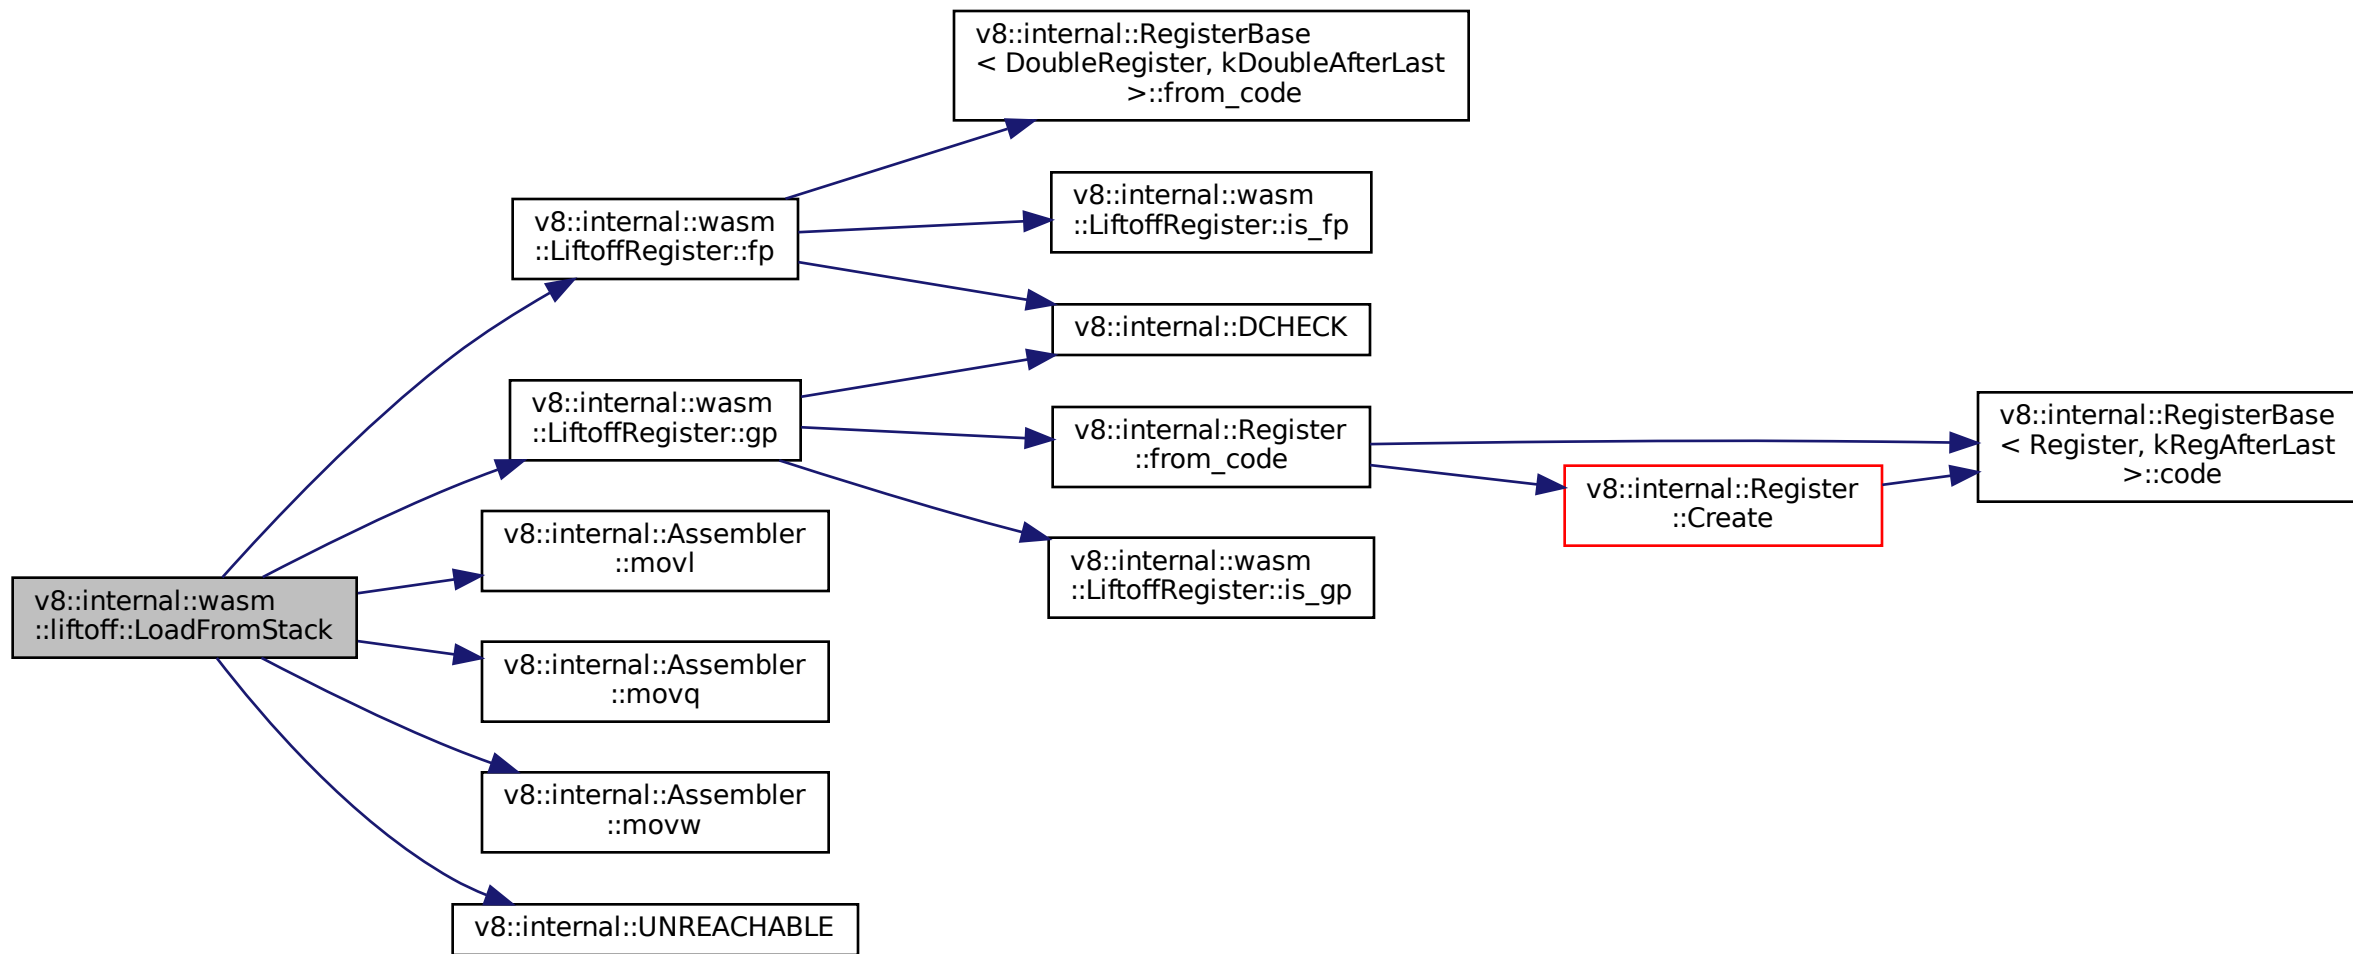 v8::internal::RegisterBase
< DoubleRegister, kDoubleAfterLast
>::from_code
v8::internal::wasm
::LiftoffRegister::is_fp
v8::internal::wasm
::LiftoffRegister::fp
v8::internal::DCHECK
v8::internal::wasm
::LiftoffRegister::gp
v8::internal::Register
::from_code
v8::internal::RegisterBase
< Register, kRegAfterLast
>::code
v8::internal::Register
::Create
v8::internal::Assembler
::movl
v8::internal::wasm
::LiftoffRegister::is_gp
v8::internal::wasm
::liftoff::LoadFromStack
v8::internal::Assembler
::movq
v8::internal::Assembler
::movw
v8::internal::UNREACHABLE